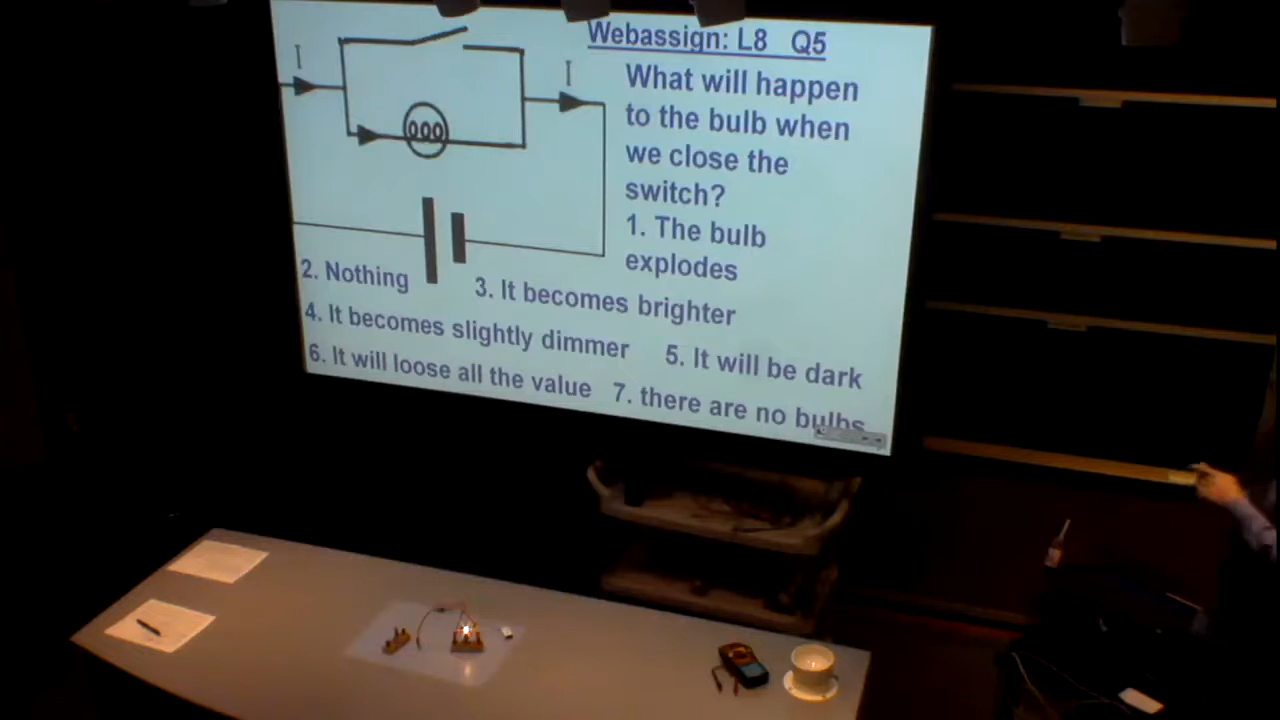 Webassign: L8 Q5
I
I
What will happen
to the bulb when
we close the
switch?
1. The bulb
explodes
2. Nothing
3. It becomes brighter
4. It becomes slightly dimmer
5. It will be dark
6. It will loose all the value
7. there are no bulbs